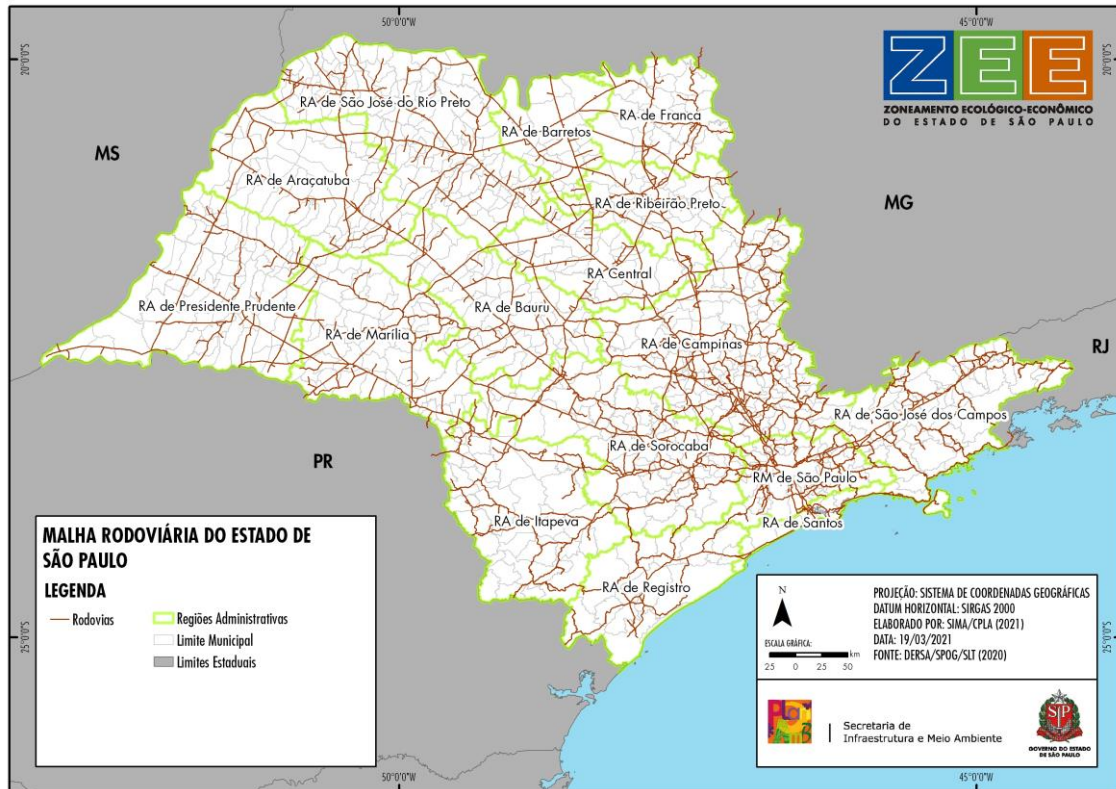 50°0'0"W
45°0'0"W
20°0'0"S
20°0'0"S
ZEE
ZONEAMENTO ECOLÓGICO-ECONÔMICO
DO ESTADO DE SÃO PAULO
RA de São José do Rio Preto
RA de Barretos
RA de Franca
MS
RA de Araçatuba
RA de Ribeirão Preto
MG
RA Central
RA de Presidente Prudente
RA de Bauru
RA de Marília
RA de Campinas
RJ
RA de São José dos Campos
RA de Sorocaba
PR
RM de São Paulo
RA de Itapeva
RA de Santos
RA de Registro
MALHA RODOVIÁRIA DO ESTADO DE
SÃO PAULO
LEGENDA
Rodovias
Regiões Administrativas
Limite Municipal
Limites Estaduais
N
ESCALA GRÁFICA:
km
25 0 25 50
PROJEÇÃO: SISTEMA DE COORDENADAS GEOGRÁFICAS
DATUM HORIZONTAL: SIRGAS 2000
ELABORADO POR: SIMA/CPLA (2021)
DATA: 19/03/2021
FONTE: DERSA/SPOG/SLT (2020)
25°0'0"S
25°0'0"S
Secretaria de
Infraestrutura e Meio Ambiente
GOVERNO DO ESTADO
DE SÃO PAULO
50°0'0"W
45°0'0"W